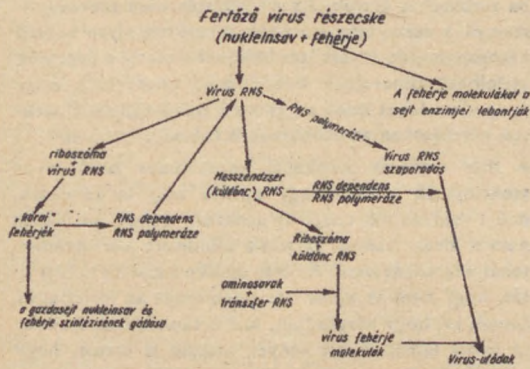 Fertőző vírus részecske
(nukleinsav + fehérje)
Vírus RNS
A fehérje molekulákat a
sejt enzimjei lebontják
RNS polymeráze
riboszóma
+
vírus RNS
Vírus RNS
szaporodás
Messzendzser
(küldönc) RNS
RNS dependens
RNS polymeráze
"korai"
fehérjék
RNS dependens
RNS polymeráze
Riboszóma
+
küldönc RNS
aminosavak
+
tránszfer RNS
a gazdasejt nukleinsav és
fehérje szintézisének gátlása
vírus fehérje
molekulák
Vírus-utódok